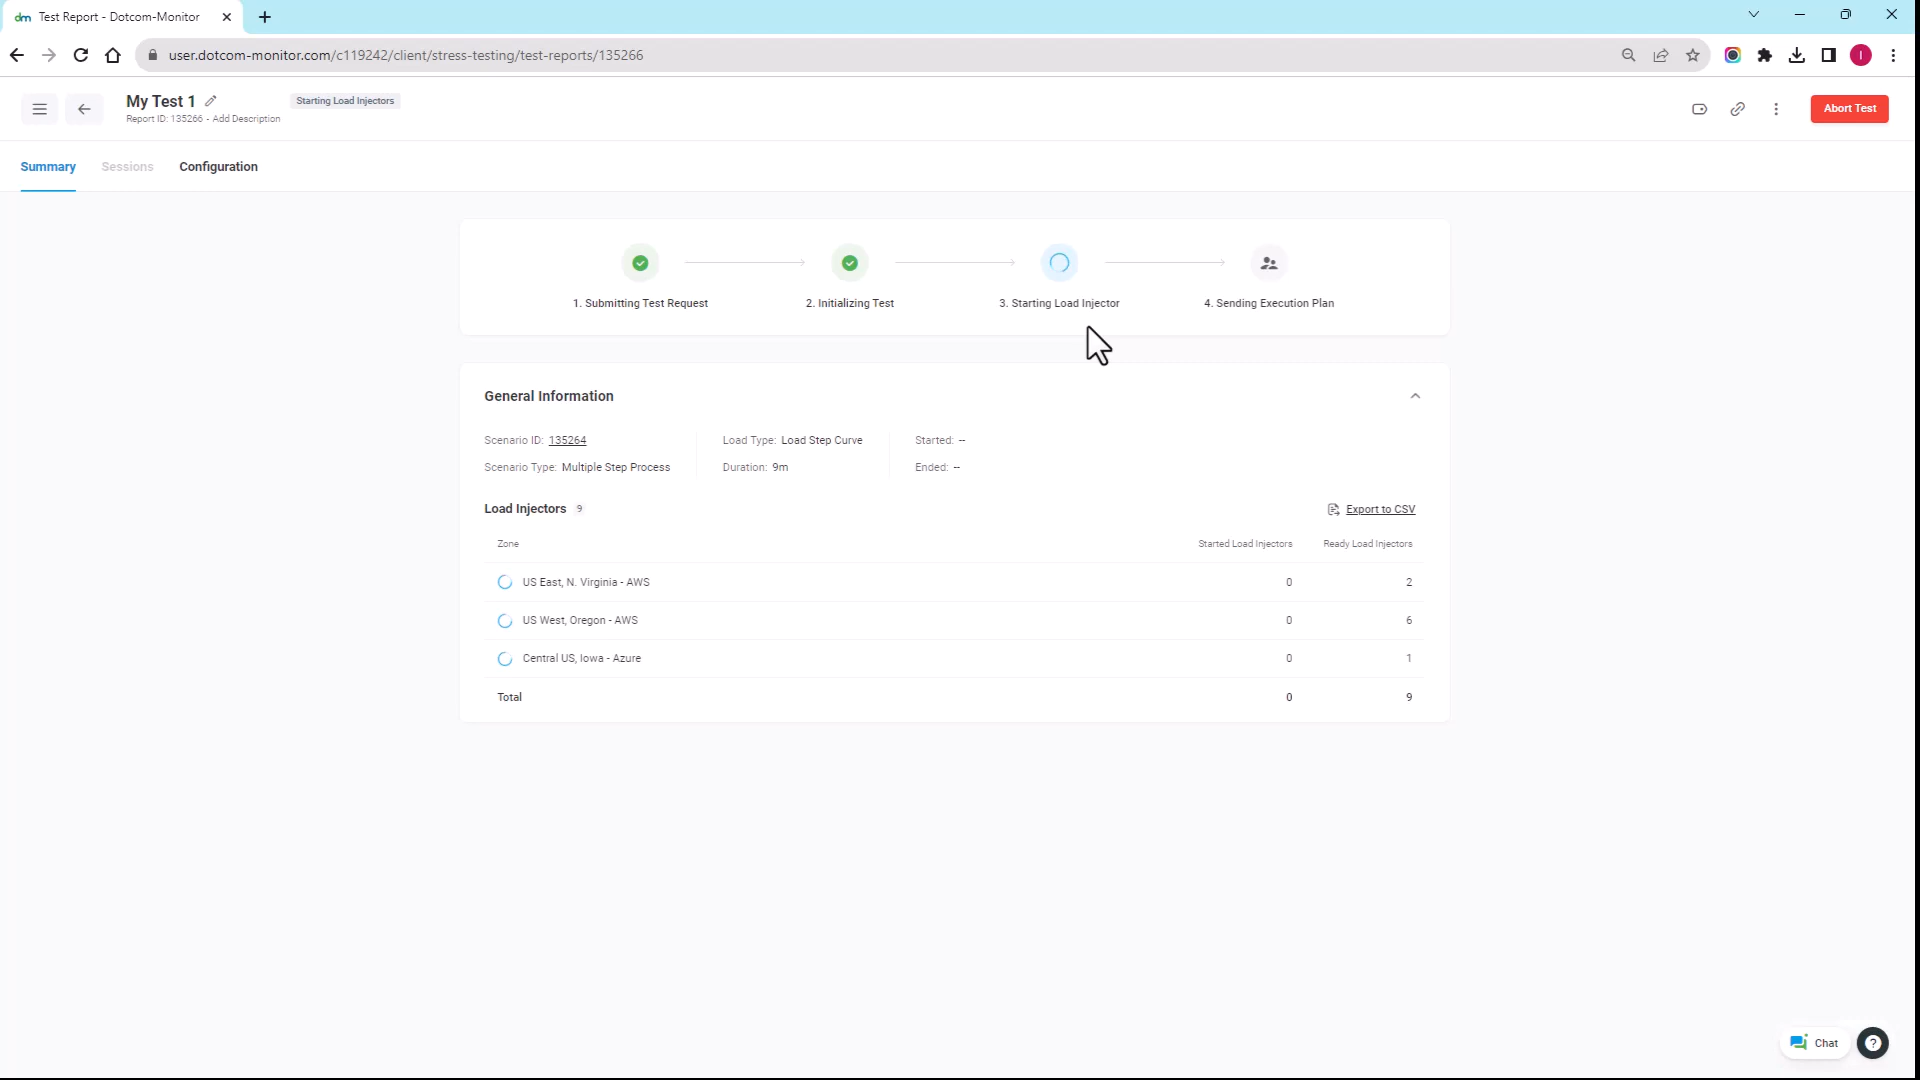 dm Test Report - Dotcom-Monitor
user.dotcom-monitor.com/c119242/client/stress-testing/test-reports/135266
I
My Test 1
Starting Load Injectors
Report ID: 135266 - Add Description
Abort Test
Summary
Sessions
Configuration
1. Submitting Test Request
2. Initializing Test
3. Starting Load Injector
4. Sending Execution Plan
General Information
Scenario ID: 135264
Load Type: Load Step Curve
Started: --
Scenario Type: Multiple Step Process
Duration: 9m
Ended: --
Load Injectors 9
Export to CSV
Zone
Started Load Injectors
Ready Load Injectors
US East, N. Virginia - AWS 0 2
US West, Oregon - AWS 0 6
Central US, Iowa - Azure 0 1
Total 0 9
Chat
?